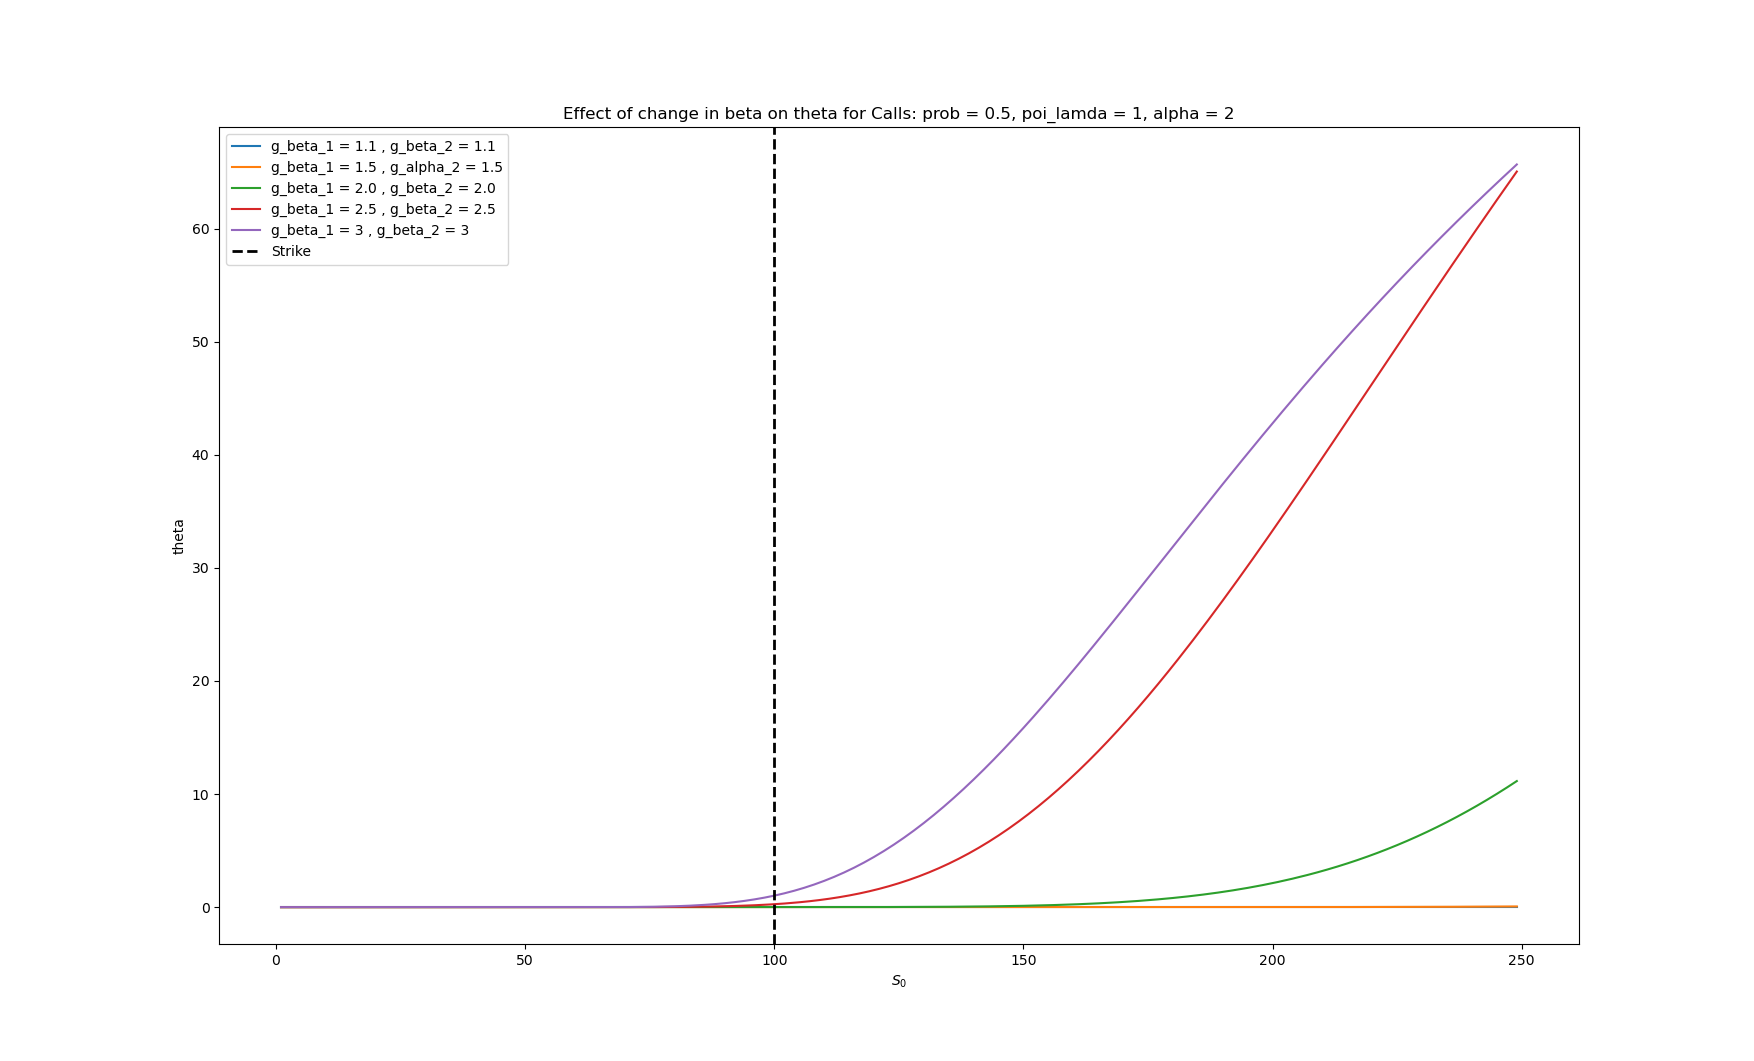 Effect of change in beta on theta for Calls: prob = 0.5, poi_lamda = 1, alpha = 2
g_beta_1 = 1.1 , g_beta_2 = 1.1
g_beta_1 = 1.5 , g_alpha_2 = 1.5
g_beta_1 = 2.0 , g_beta_2 = 2.0
g_beta_1 = 2.5 , g_beta_2 = 2.5
g_beta_1 = 3 , g_beta_2 = 3
Strike
theta
60
50
40
30
20
10
0
0 50 100 150 200 250
S₀